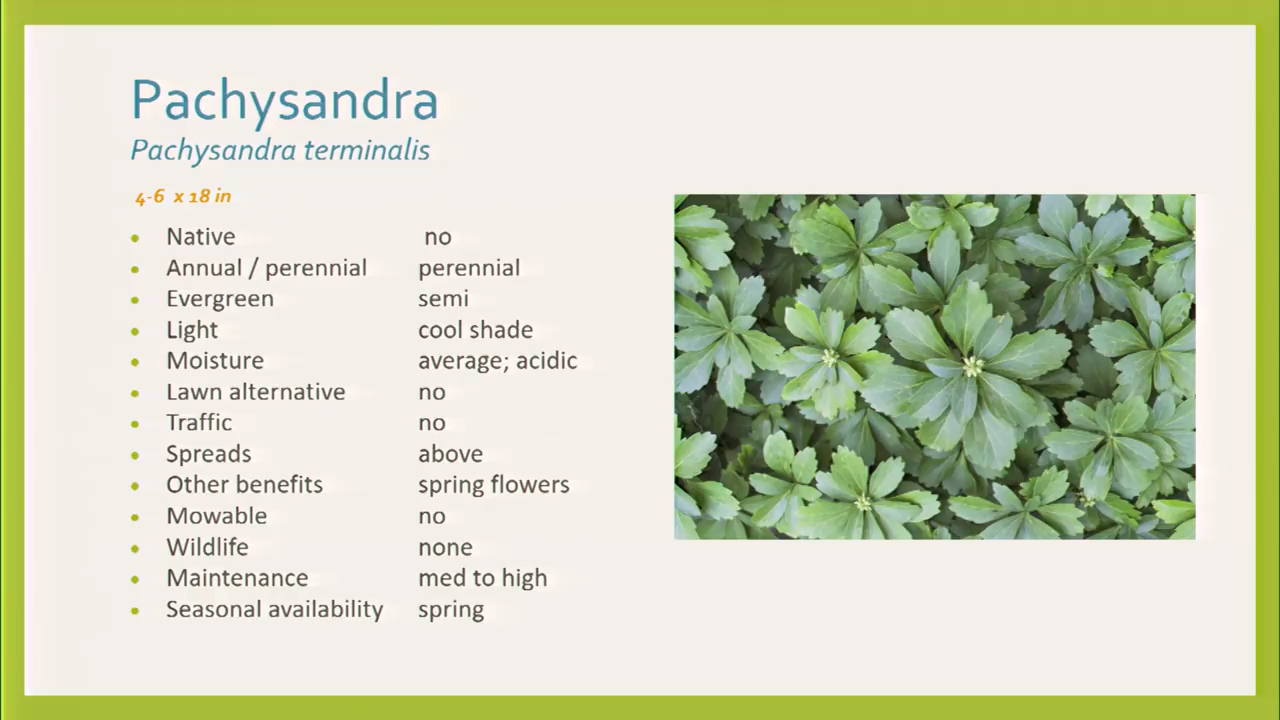 Pachysandra
Pachysandra terminalis
4-6 x 18 in
• Native no
• Annual / perennial perennial
• Evergreen semi
• Light cool shade
• Moisture average; acidic
• Lawn alternative no
• Traffic no
• Spreads above
• Other benefits spring flowers
• Mowable no
• Wildlife none
• Maintenance med to high
• Seasonal availability spring